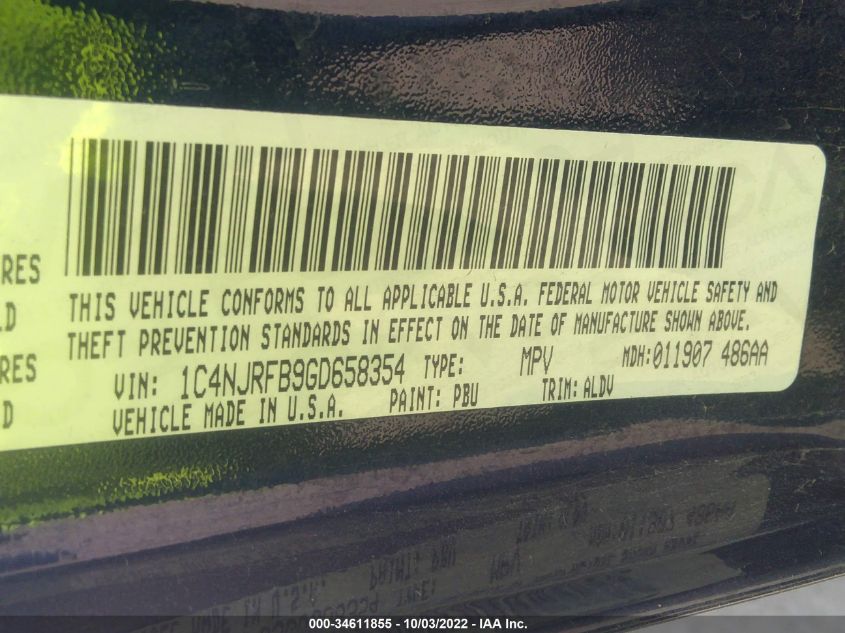 RES
THIS VEHICLE CONFORMS TO ALL APPLICABLE U.S.A. FEDERAL MOTOR VEHICLE SAFETY AND
LD
THEFT PREVENTION STANDARDS IN EFFECT ON THE DATE OF MANUFACTURE SHOWN ABOVE.
RES
VIN: 1C4NJRFB9GD658354 TYPE: MPV MDH:011907 486AA
D
VEHICLE MADE IN U.S.A. PAINT: PBU TRIM: ALDV
000-34611855 - 10/03/2022 - IAA Inc.